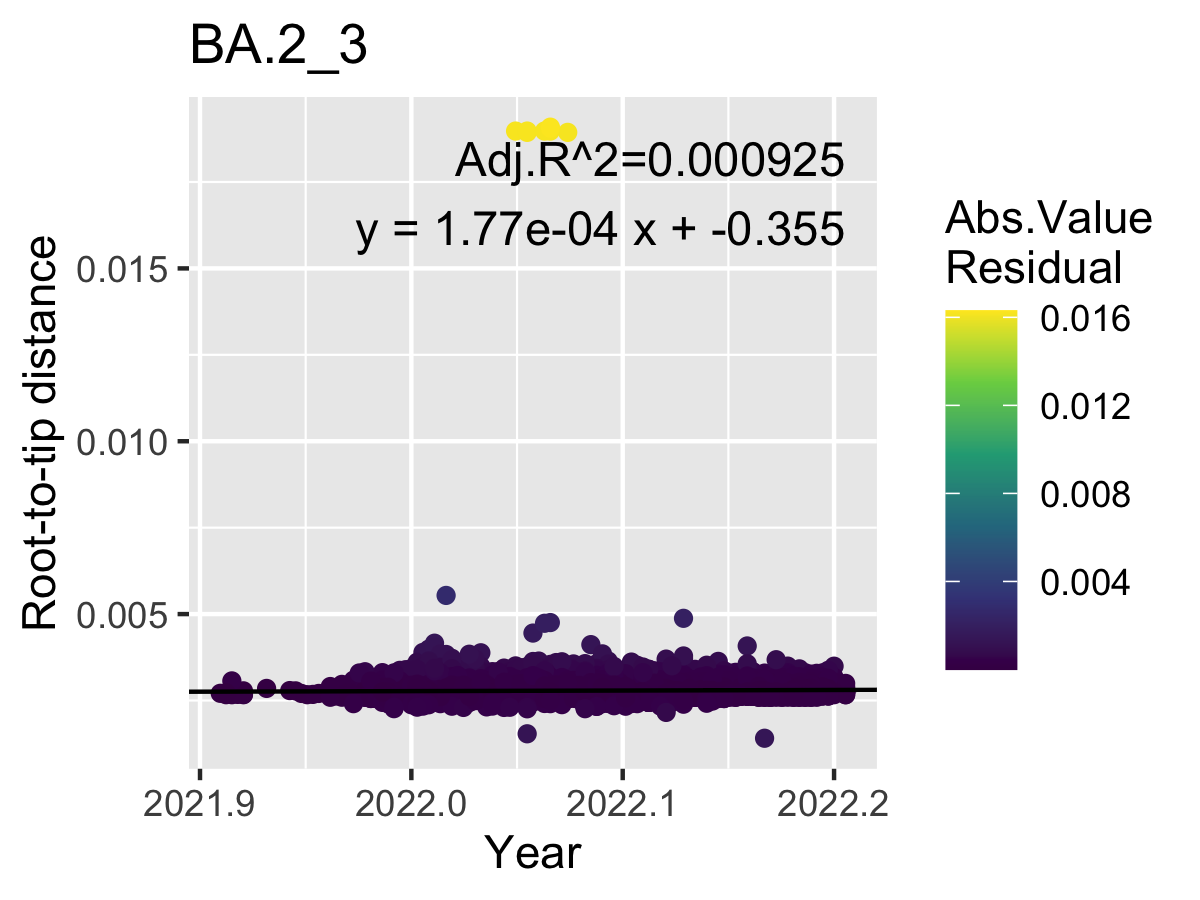 BA.2_3
Adj.R^2=0.000925
y = 1.77e-04 x + -0.355
Root-to-tip distance
0.015
0.010
0.005
2021.9
2022.0
2022.1
2022.2
Year
Abs.Value
Residual
0.016
0.012
0.008
0.004